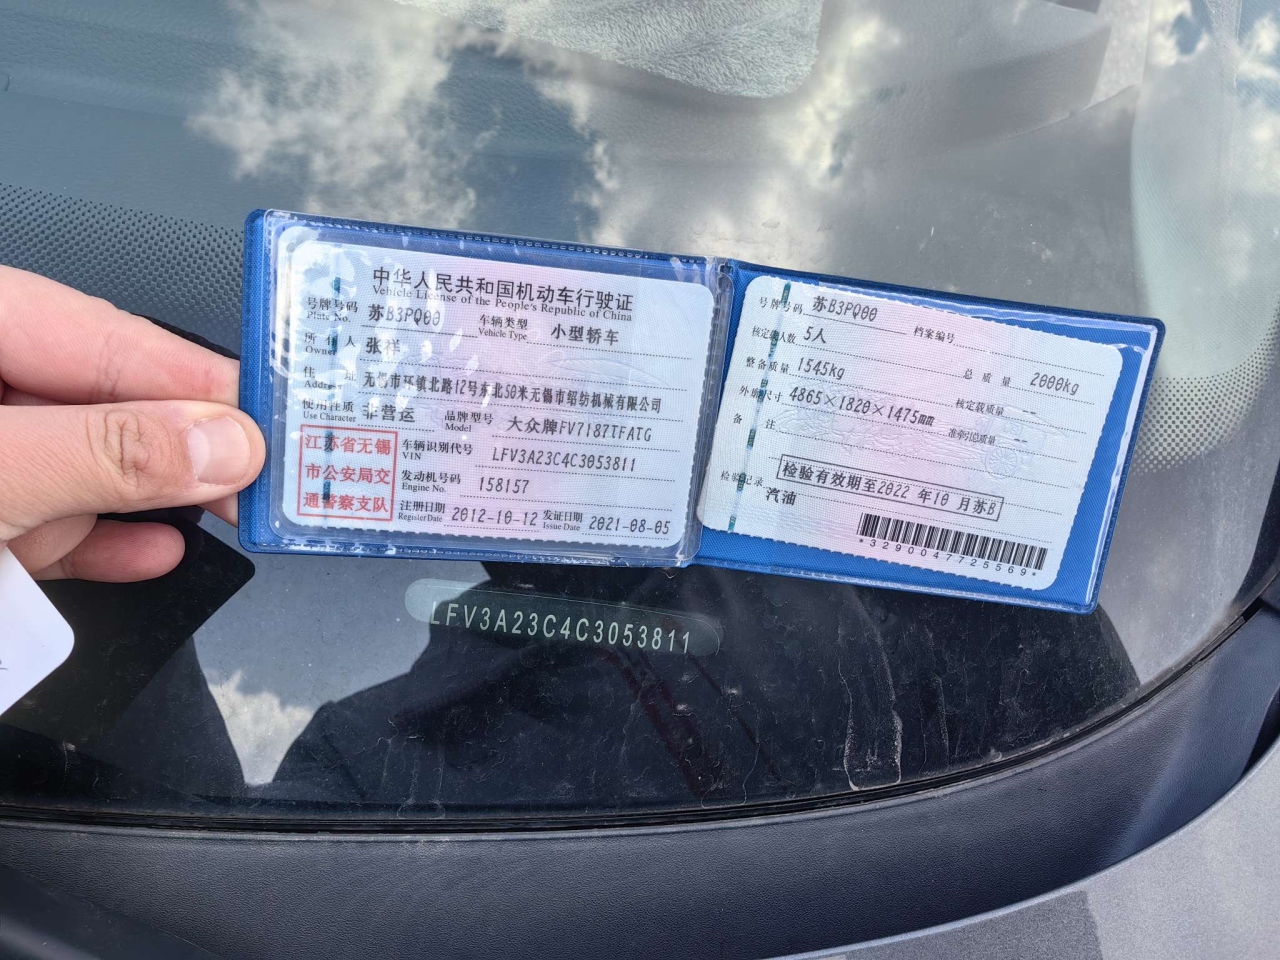 中华人民共和国机动车行驶证
Vehicle License of the People's Republic of China
号牌号码 苏B3PQ00 车辆类型 小型轿车
Plate No. Vehicle Type
所有人 张祥
Owner
住址 无锡市环镇北路12号东北50米无锡市绍纺机械有限公司
Address
使用性质 非营运 品牌型号 大众牌FV7187TFATG
Use Character Model
江苏省无锡
市公安局交
通警察支队
车辆识别代号 LFV3A23C4C3053811
VIN
发动机号码 158157
Engine No.
注册日期 2012-10-12 发证日期 2021-08-05
Register Date Issue Date
号牌号码 苏B3PQ00 档案编号
核定载人数 5人 总质量 2000kg
整备质量 1545kg 核定载质量 --
外廓尺寸 4865×1820×1475mm 准牵引总质量 --
备注
检验记录 检验有效期至2022年10月苏B
汽油
*3290047725569*
LFV3A23C4C3053811